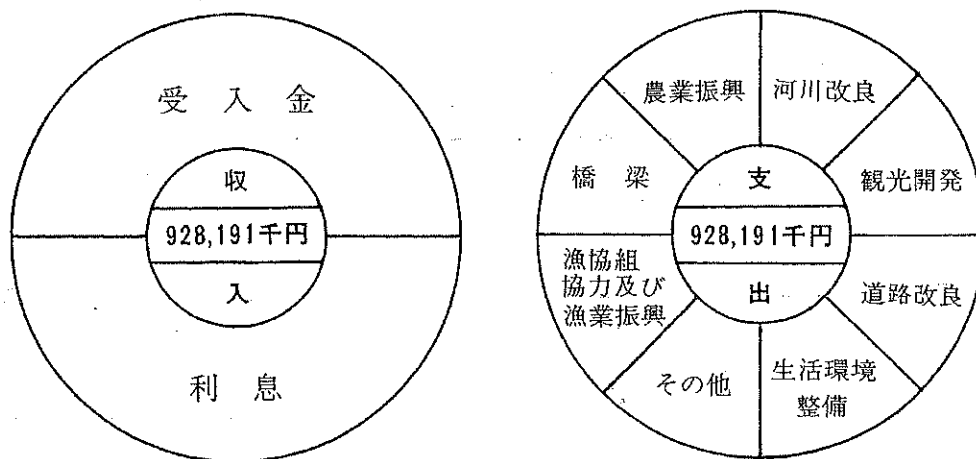 受入金
収
928,191千円
入
利息
農業振興
河川改良
橋梁
支
観光開発
928,191千円
漁協組
協力及び
漁業振興
出
道路改良
その他
生活環境
整備